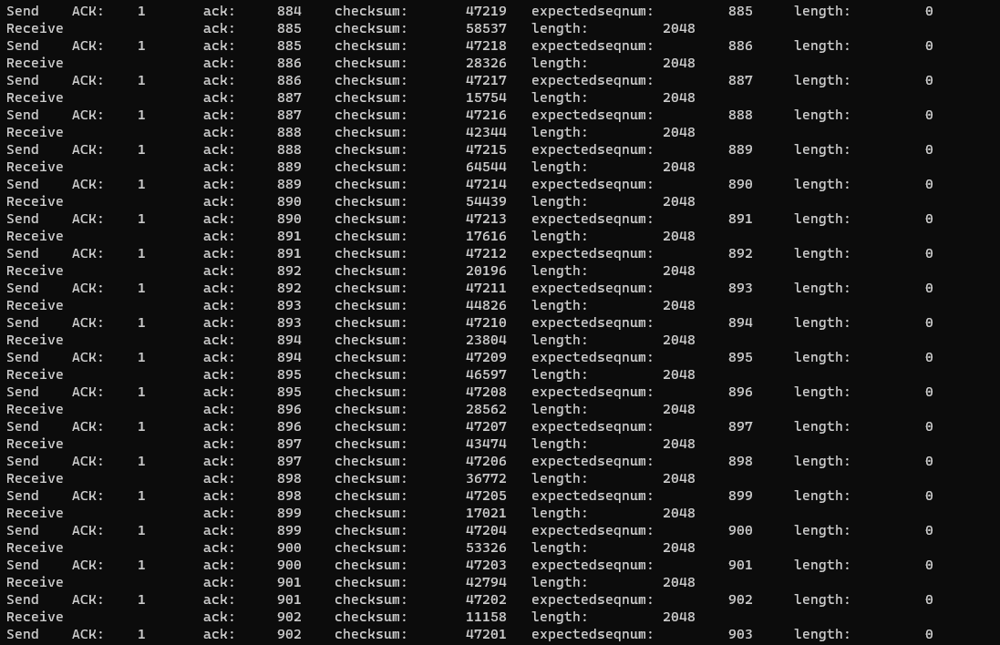 Send ACK: 1 ack: 884 checksum: 47219 expectedseqnum: 885 length: 0
Receive ack: 885 checksum: 58537 length: 2048
Send ACK: 1 ack: 885 checksum: 47218 expectedseqnum: 886 length: 0
Receive ack: 886 checksum: 28326 length: 2048
Send ACK: 1 ack: 886 checksum: 47217 expectedseqnum: 887 length: 0
Receive ack: 887 checksum: 15754 length: 2048
Send ACK: 1 ack: 887 checksum: 47216 expectedseqnum: 888 length: 0
Receive ack: 888 checksum: 42344 length: 2048
Send ACK: 1 ack: 888 checksum: 47215 expectedseqnum: 889 length: 0
Receive ack: 889 checksum: 64544 length: 2048
Send ACK: 1 ack: 889 checksum: 47214 expectedseqnum: 890 length: 0
Receive ack: 890 checksum: 54439 length: 2048
Send ACK: 1 ack: 890 checksum: 47213 expectedseqnum: 891 length: 0
Receive ack: 891 checksum: 17616 length: 2048
Send ACK: 1 ack: 891 checksum: 47212 expectedseqnum: 892 length: 0
Receive ack: 892 checksum: 20196 length: 2048
Send ACK: 1 ack: 892 checksum: 47211 expectedseqnum: 893 length: 0
Receive ack: 893 checksum: 44826 length: 2048
Send ACK: 1 ack: 893 checksum: 47210 expectedseqnum: 894 length: 0
Receive ack: 894 checksum: 23804 length: 2048
Send ACK: 1 ack: 894 checksum: 47209 expectedseqnum: 895 length: 0
Receive ack: 895 checksum: 46597 length: 2048
Send ACK: 1 ack: 895 checksum: 47208 expectedseqnum: 896 length: 0
Receive ack: 896 checksum: 28562 length: 2048
Send ACK: 1 ack: 896 checksum: 47207 expectedseqnum: 897 length: 0
Receive ack: 897 checksum: 43474 length: 2048
Send ACK: 1 ack: 897 checksum: 47206 expectedseqnum: 898 length: 0
Receive ack: 898 checksum: 36772 length: 2048
Send ACK: 1 ack: 898 checksum: 47205 expectedseqnum: 899 length: 0
Receive ack: 899 checksum: 17021 length: 2048
Send ACK: 1 ack: 899 checksum: 47204 expectedseqnum: 900 length: 0
Receive ack: 900 checksum: 53326 length: 2048
Send ACK: 1 ack: 900 checksum: 47203 expectedseqnum: 901 length: 0
Receive ack: 901 checksum: 42794 length: 2048
Send ACK: 1 ack: 901 checksum: 47202 expectedseqnum: 902 length: 0
Receive ack: 902 checksum: 11158 length: 2048
Send ACK: 1 ack: 902 checksum: 47201 expectedseqnum: 903 length: 0